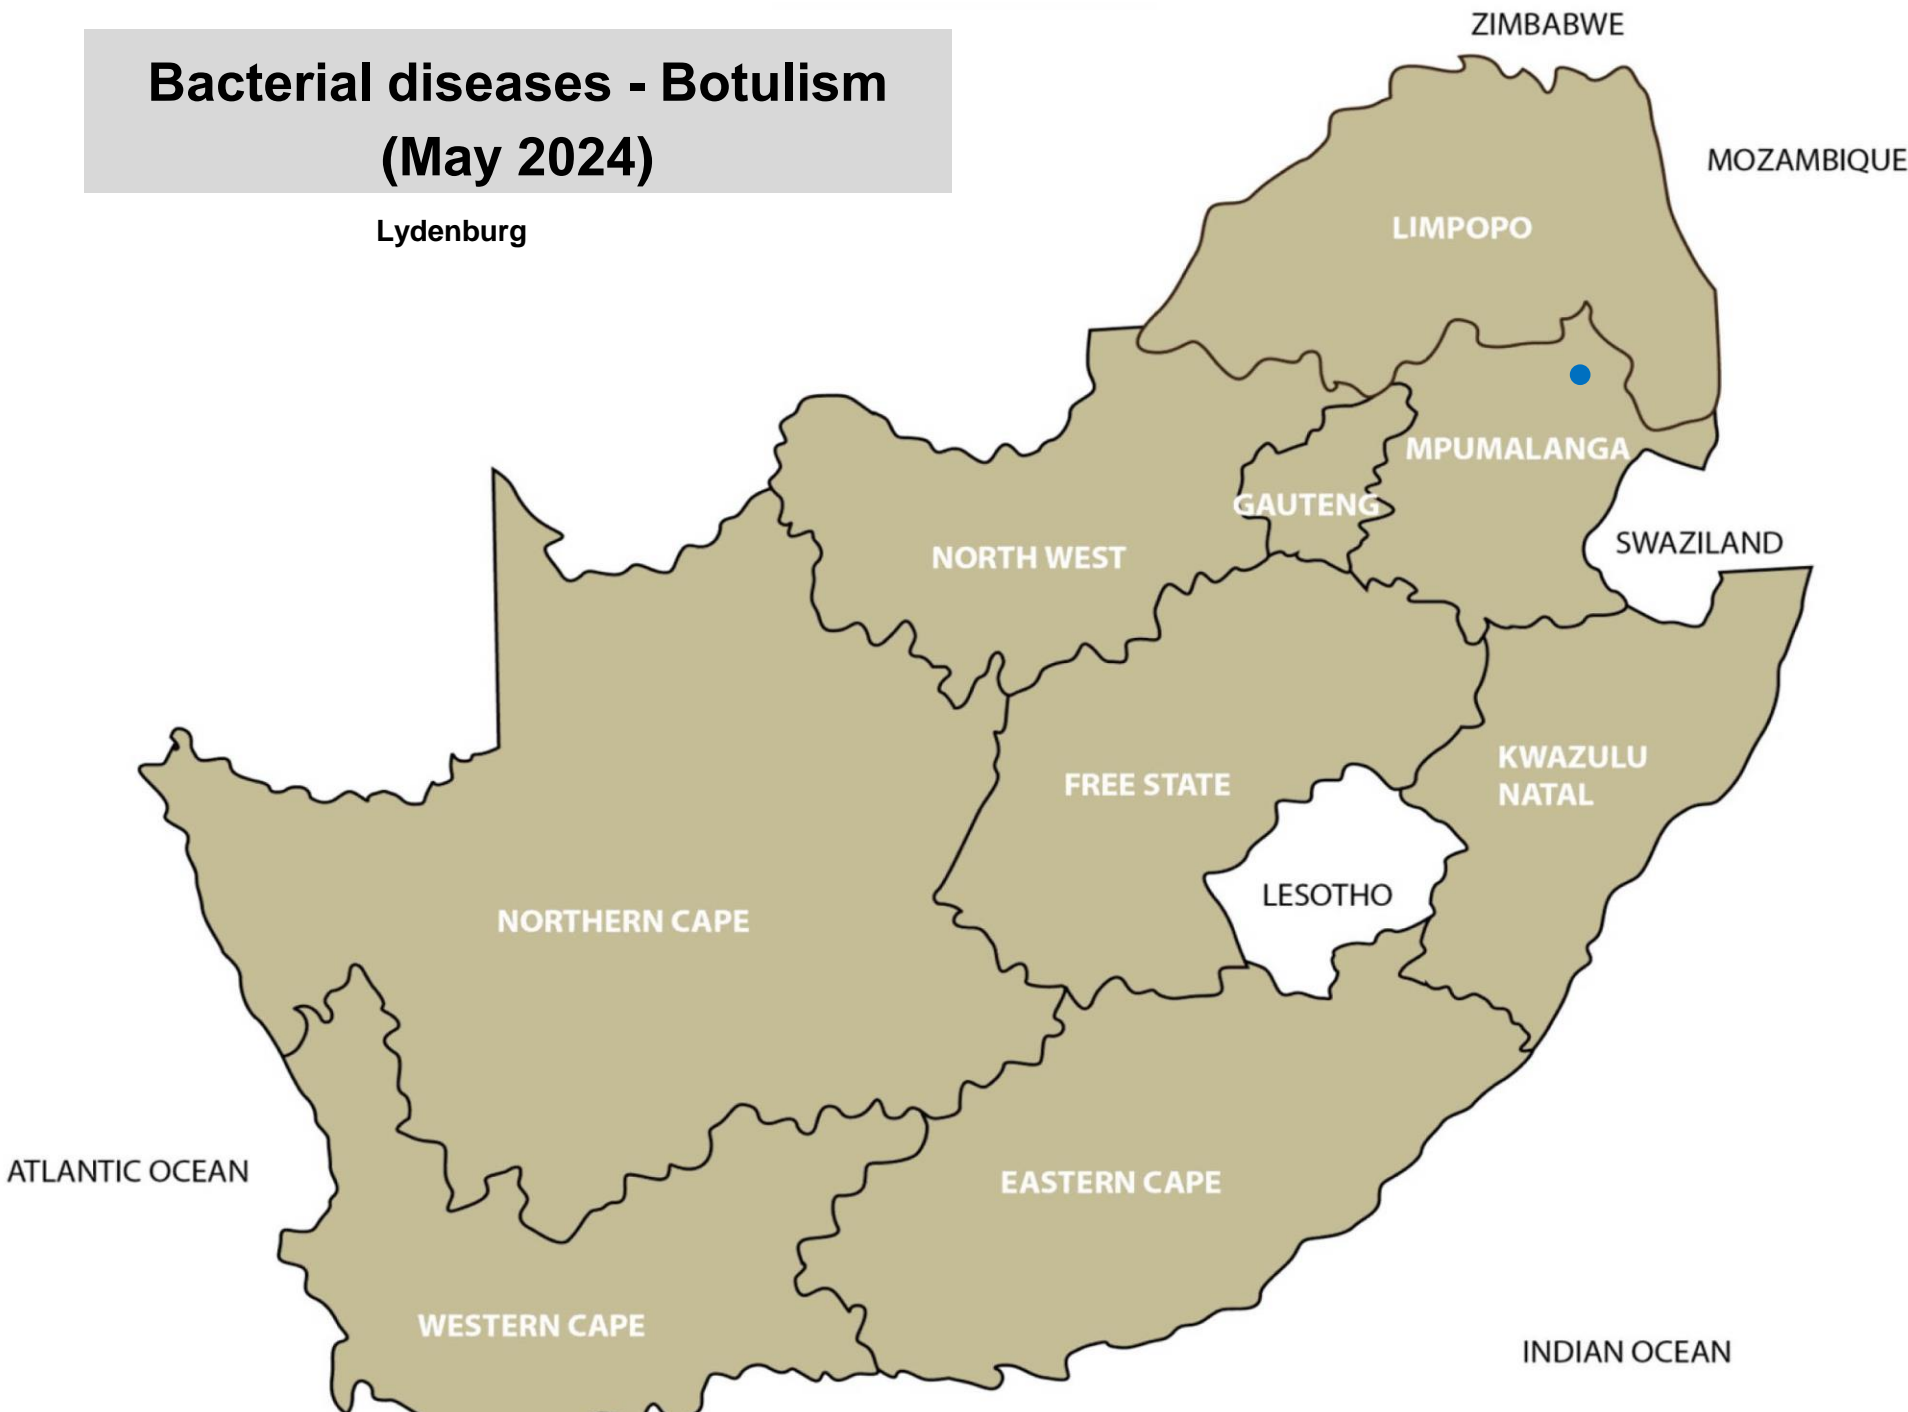 Bacterial diseases - Botulism
(May 2024)
Lydenburg
ZIMBABWE
MOZAMBIQUE
LIMPOPO
MPUMALANGA
GAUTENG
SWAZILAND
NORTH WEST
KWAZULU
NATAL
FREE STATE
LESOTHO
NORTHERN CAPE
ATLANTIC OCEAN
EASTERN CAPE
WESTERN CAPE
INDIAN OCEAN